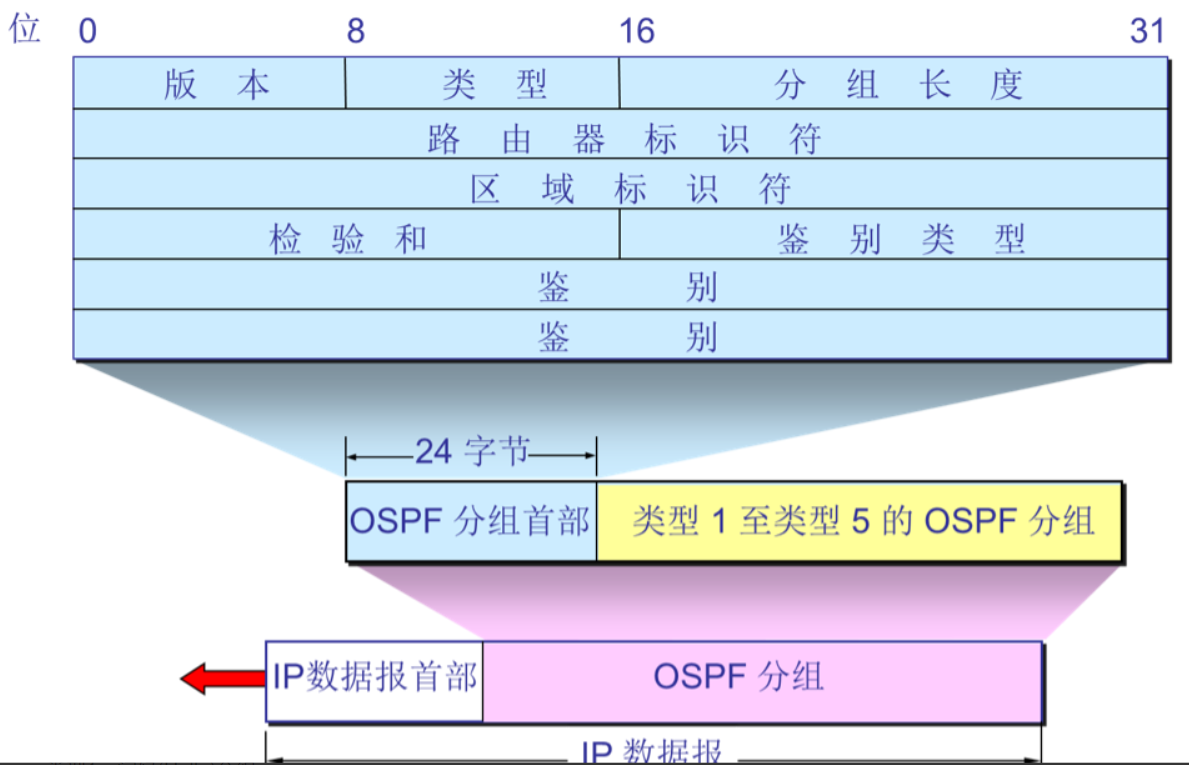 位 0 8 16 31
版 本 类 型 分 组 长 度
路 由 器 标 识 符
区 域 标 识 符
检 验 和 鉴 别 类 型
鉴 别
鉴 别
24 字节
OSPF 分组首部 类型 1 至类型 5 的 OSPF 分组
IP数据报首部 OSPF 分组
IP 数据报